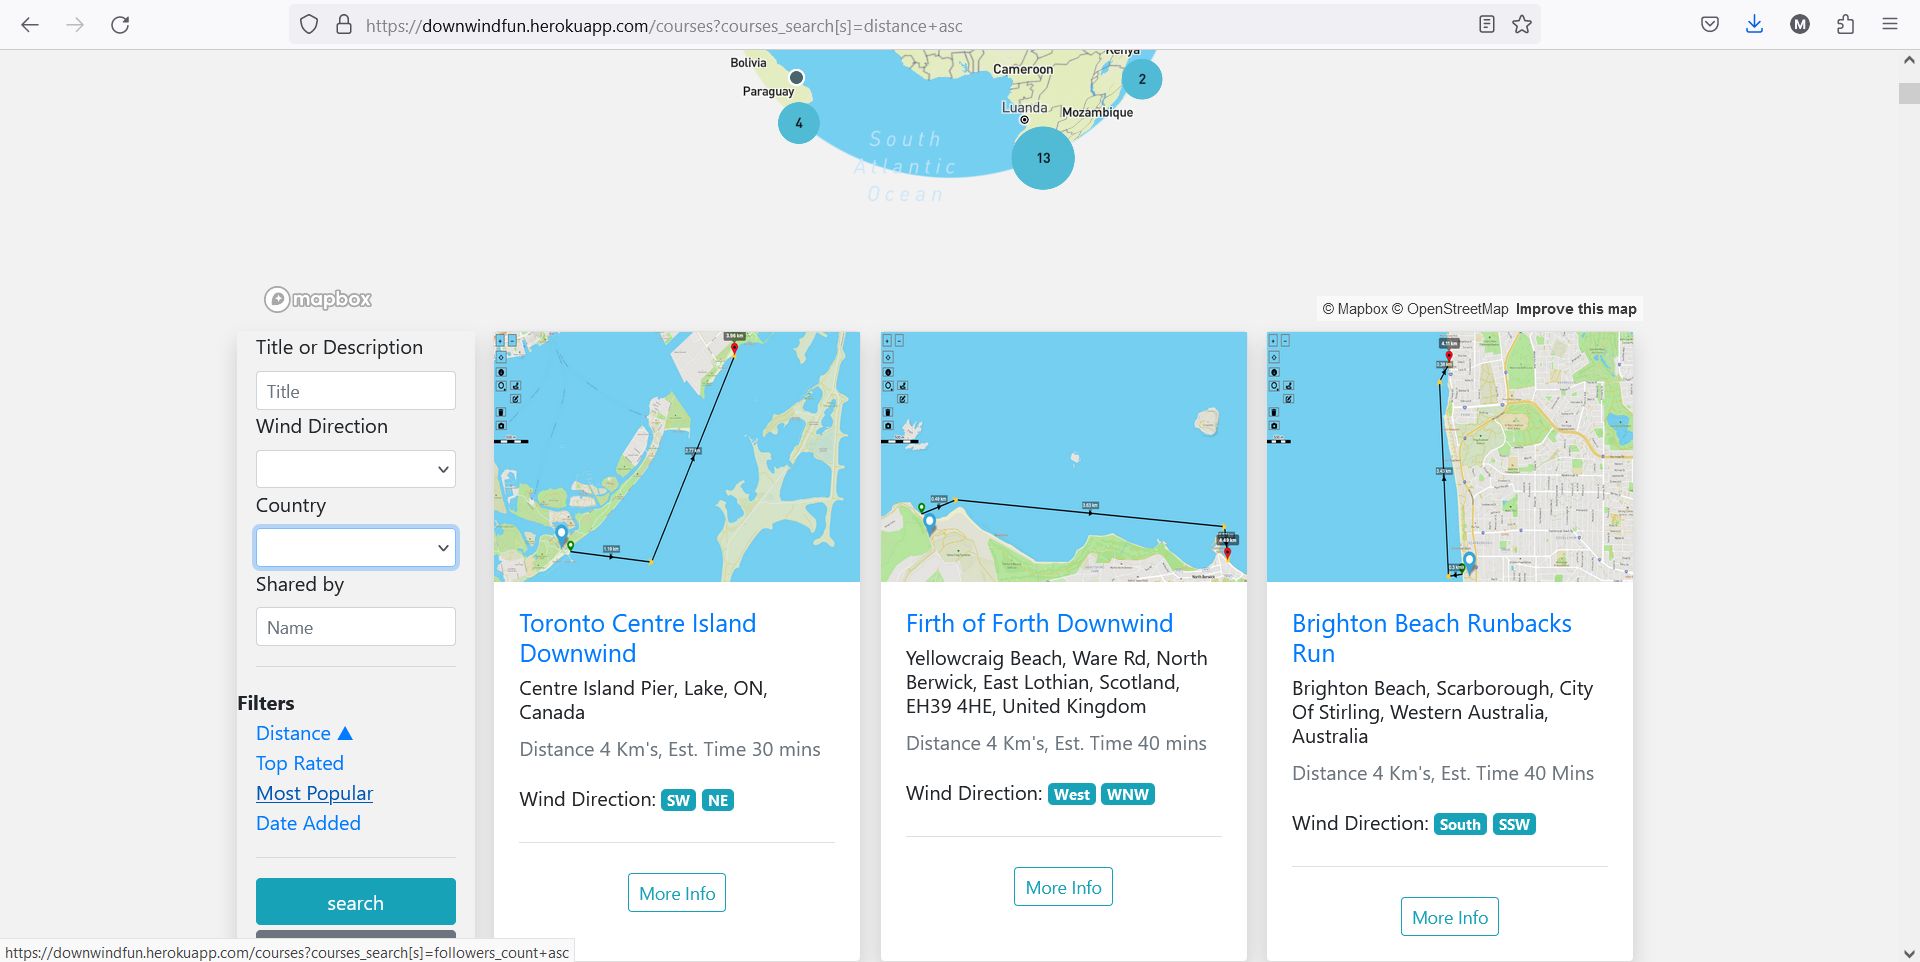 https://downwindfun.herokuapp.com/courses?courses_search[s]=distance+asc
M
Bolivia
Paraguay
4
Cameroon
Kenya
2
Luanda
Mozambique
13
South
Atlantic
Ocean
mapbox
© Mapbox © OpenStreetMap Improve this map
Title or Description
Title
Wind Direction
Country
Shared by
Name
Filters
Distance ▲
Top Rated
Most Popular
Date Added
search
Toronto Centre Island
Downwind
Centre Island Pier, Lake, ON,
Canada
Distance 4 Km's, Est. Time 30 mins
Wind Direction: SW NE
More Info
North Berwick
Firth of Forth Downwind
Yellowcraig Beach, Ware Rd, North
Berwick, East Lothian, Scotland,
EH39 4HE, United Kingdom
Distance 4 Km's, Est. Time 40 mins
Wind Direction: West WNW
More Info
Brighton Beach Runbacks
Run
Brighton Beach, Scarborough, City
Of Stirling, Western Australia,
Australia
Distance 4 Km's, Est. Time 40 Mins
Wind Direction: South SSW
More Info
https://downwindfun.herokuapp.com/courses?courses_search[s]=followers_count+asc